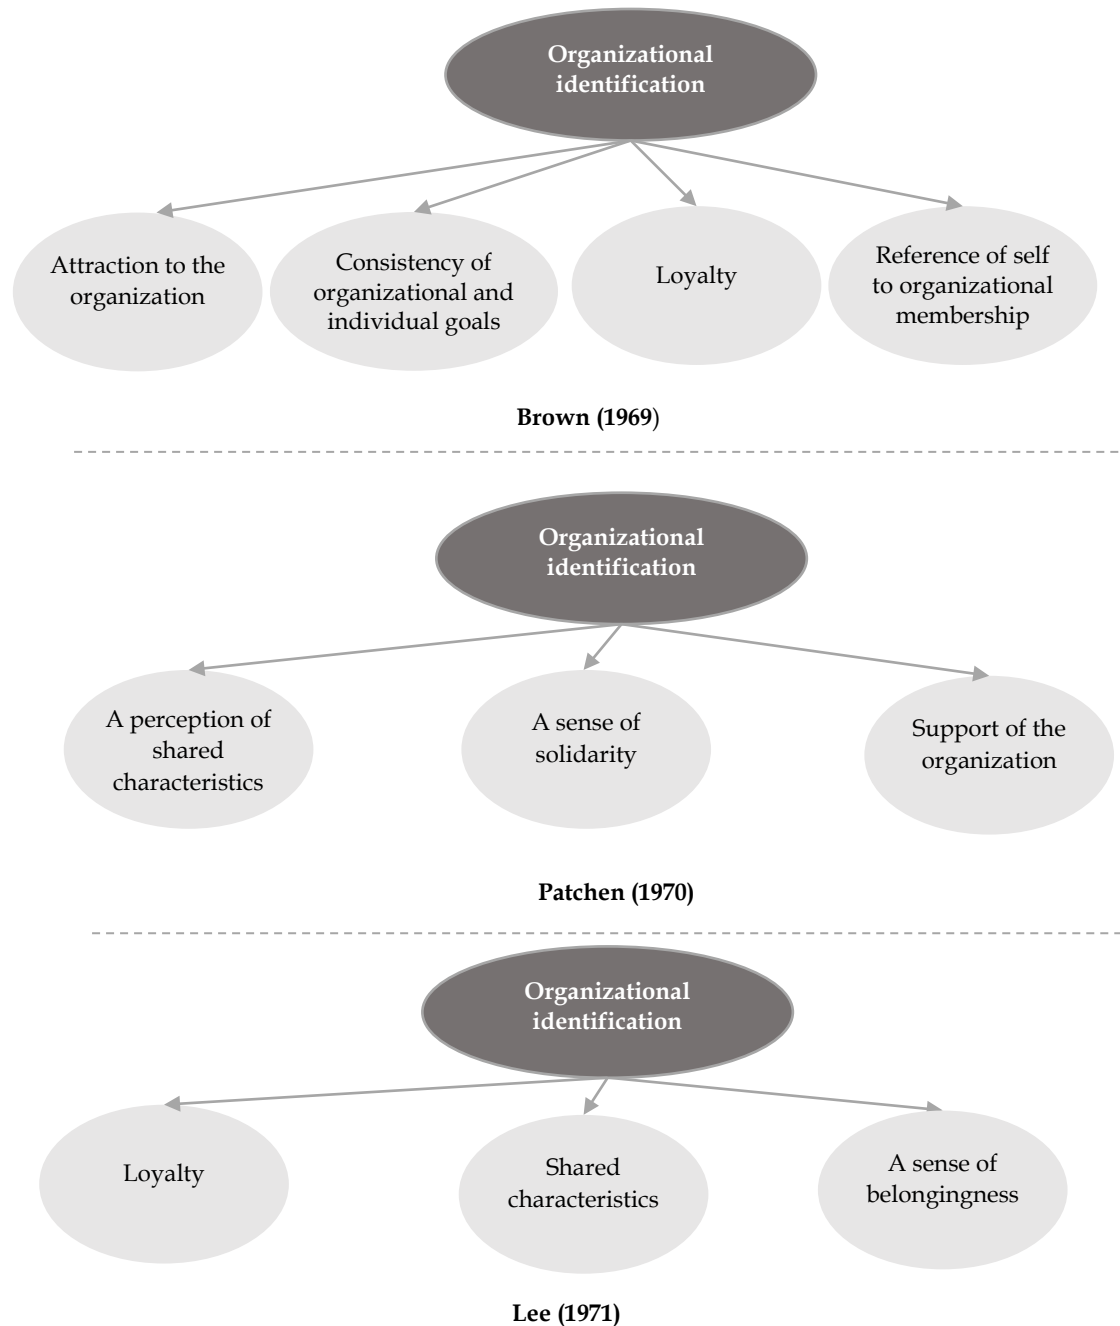 Organizational
identification
Attraction to the
organization
Consistency of
organizational and
individual goals
Loyalty
Reference of self
to organizational
membership
Brown (1969)
Organizational
identification
A perception of
shared
characteristics
A sense of
solidarity
Support of the
organization
Patchen (1970)
Organizational
identification
Loyalty
Shared
characteristics
A sense of
belongingness
Lee (1971)